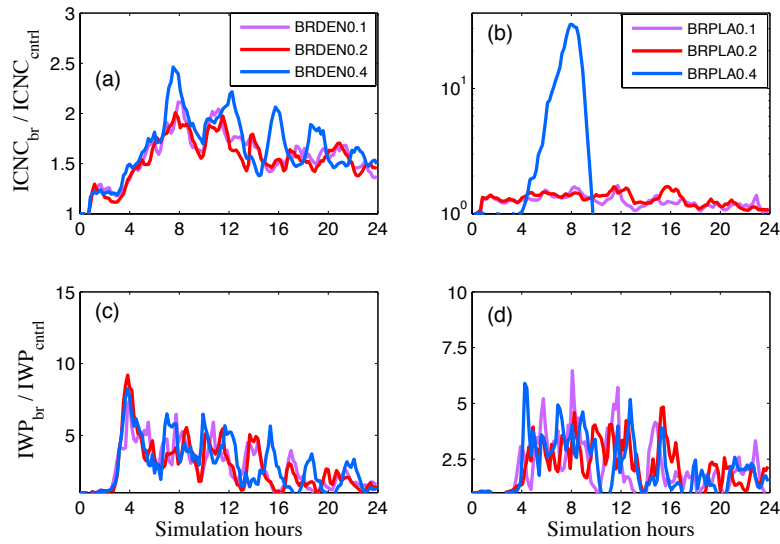 3
2.5
2
1.5
1
(a)
BRDEN0.1
BRDEN0.2
BRDEN0.4
ICNC_br / ICNC_cntrl
0 4 8 12 16 20 24
10^1
10^0
(b)
BRPLA0.1
BRPLA0.2
BRPLA0.4
0 4 8 12 16 20 24
15
10
5
(c)
IWP_br / IWP_cntrl
0 4 8 12 16 20 24
Simulation hours
10
7.5
5
2.5
(d)
0 4 8 12 16 20 24
Simulation hours